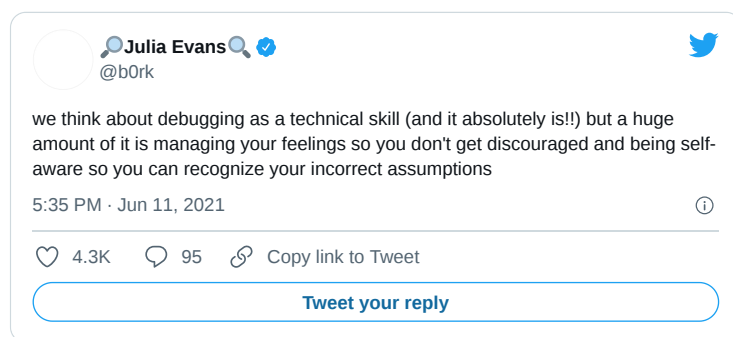 🔎Julia Evans🔍
@b0rk
we think about debugging as a technical skill (and it absolutely is!!) but a huge
amount of it is managing your feelings so you don't get discouraged and being self-
aware so you can recognize your incorrect assumptions
5:35 PM · Jun 11, 2021
4.3K 95 Copy link to Tweet
Tweet your reply